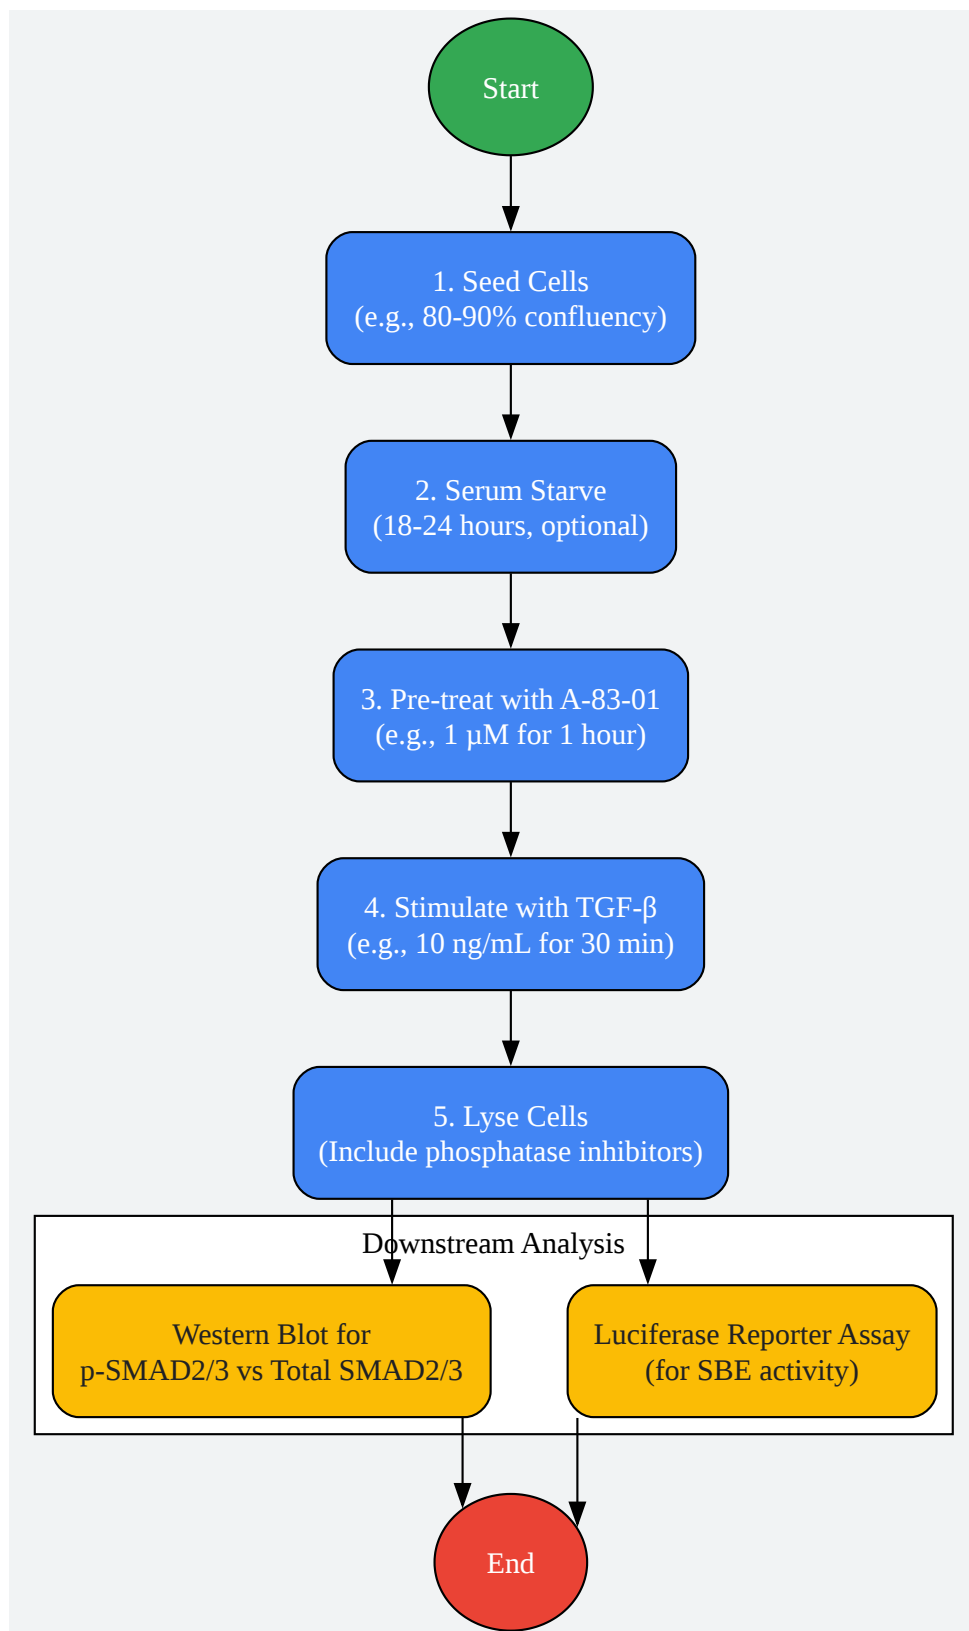 Start
1. Seed Cells
(e.g., 80-90% confluency)
2. Serum Starve
(18-24 hours, optional)
3. Pre-treat with A-83-01
(e.g., 1 µM for 1 hour)
4. Stimulate with TGF-β
(e.g., 10 ng/mL for 30 min)
5. Lyse Cells
(Include phosphatase inhibitors)
Downstream Analysis
Western Blot for
p-SMAD2/3 vs Total SMAD2/3
Luciferase Reporter Assay
(for SBE activity)
End